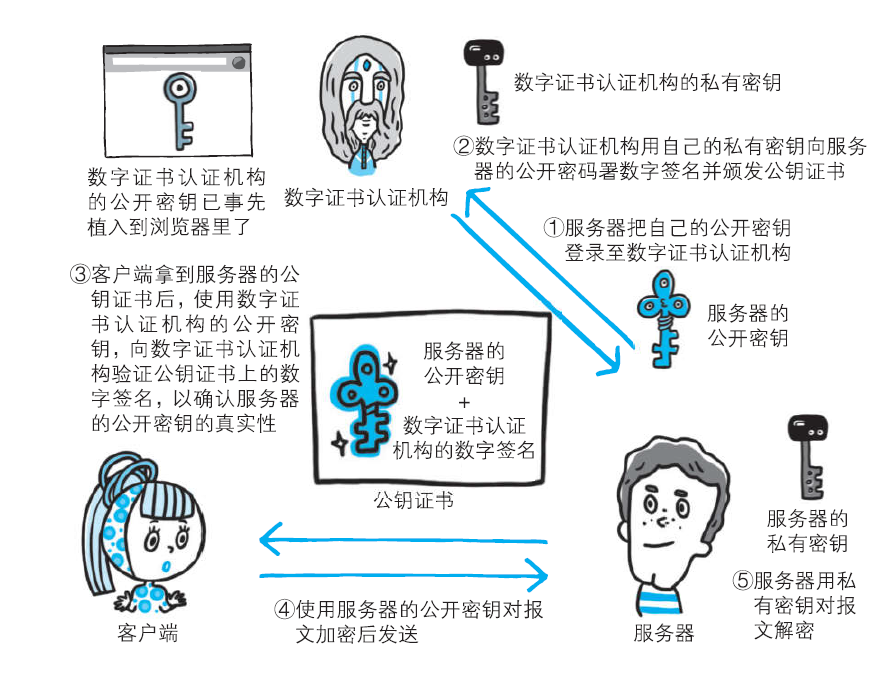 数字证书认证机构的私有密钥
②数字证书认证机构用自己的私有密钥向服务
器的公开密码署数字签名并颁发公钥证书
数字证书认证机构
的公开密钥已事先
植入到浏览器里了
数字证书认证机构
①服务器把自己的公开密钥
登录至数字证书认证机构
③客户端拿到服务器的公
钥证书后，使用数字证
书认证机构的公开密
钥，向数字证书认证机
构验证公钥证书上的数
字签名，以确认服务器
的公开密钥的真实性
服务器的
公开密钥
服务器的
公开密钥
+
数字证书认证
机构的数字签名
公钥证书
服务器的
私有密钥
⑤服务器用私
有密钥对报
文解密
④使用服务器的公开密钥对报
文加密后发送
客户端
服务器